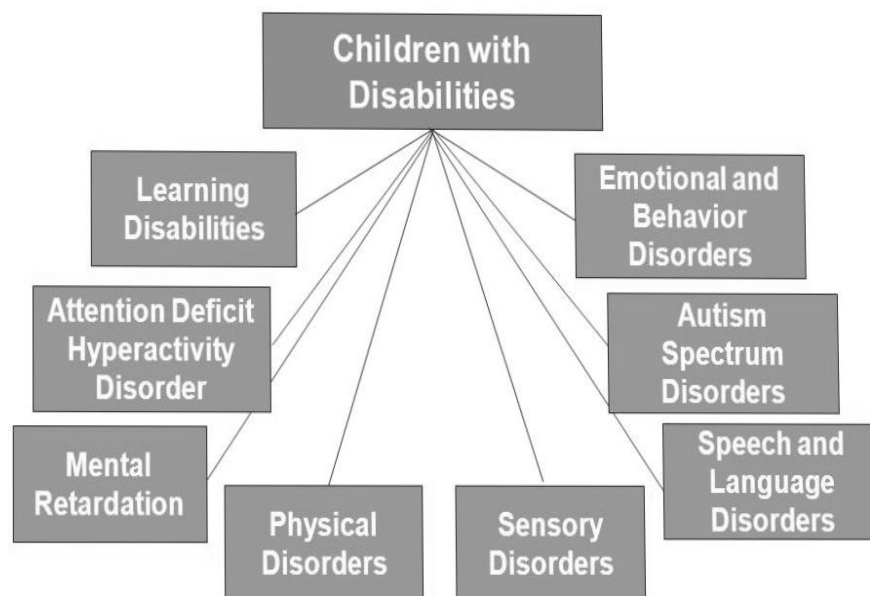 Children with
Disabilities
Learning
Disabilities
Emotional and
Behavior
Disorders
Attention Deficit
Hyperactivity
Disorder
Autism
Spectrum
Disorders
Mental
Retardation
Speech and
Language
Disorders
Physical
Disorders
Sensory
Disorders